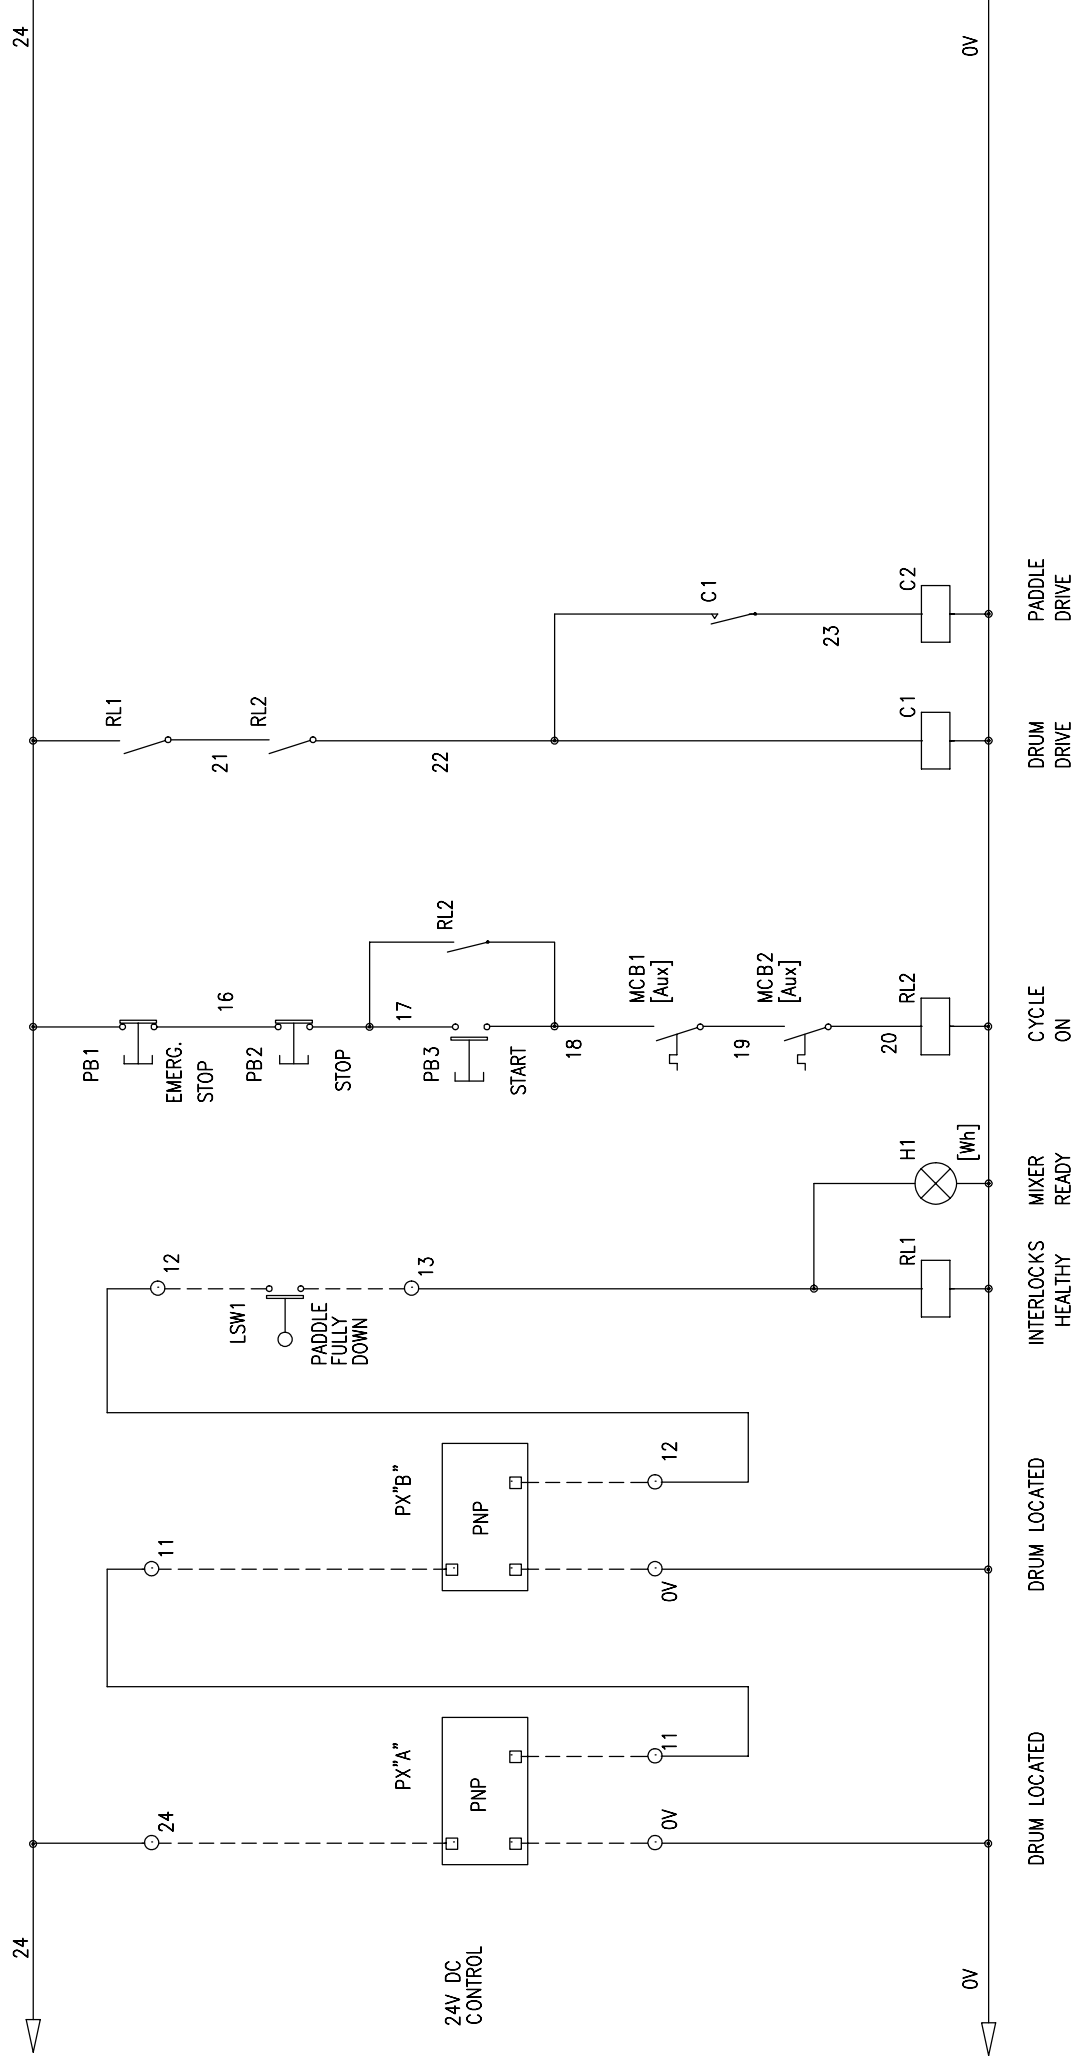 24
0V
24V DC
CONTROL
24
PX"A"
PNP
0V
11
DRUM LOCATED
11
PX"B"
PNP
0V
12
DRUM LOCATED
12
LSW1
PADDLE
FULLY
DOWN
13
RL1
INTERLOCKS
HEALTHY
H1
[Wh]
MIXER
READY
PB1
EMERG.
STOP
16
PB2
STOP
17
PB3
START
RL2
18
MCB1
[Aux]
19
MCB2
[Aux]
20
RL2
CYCLE
ON
RL1
21
RL2
22
C1
DRUM
DRIVE
C1
23
C2
PADDLE
DRIVE
24
0V